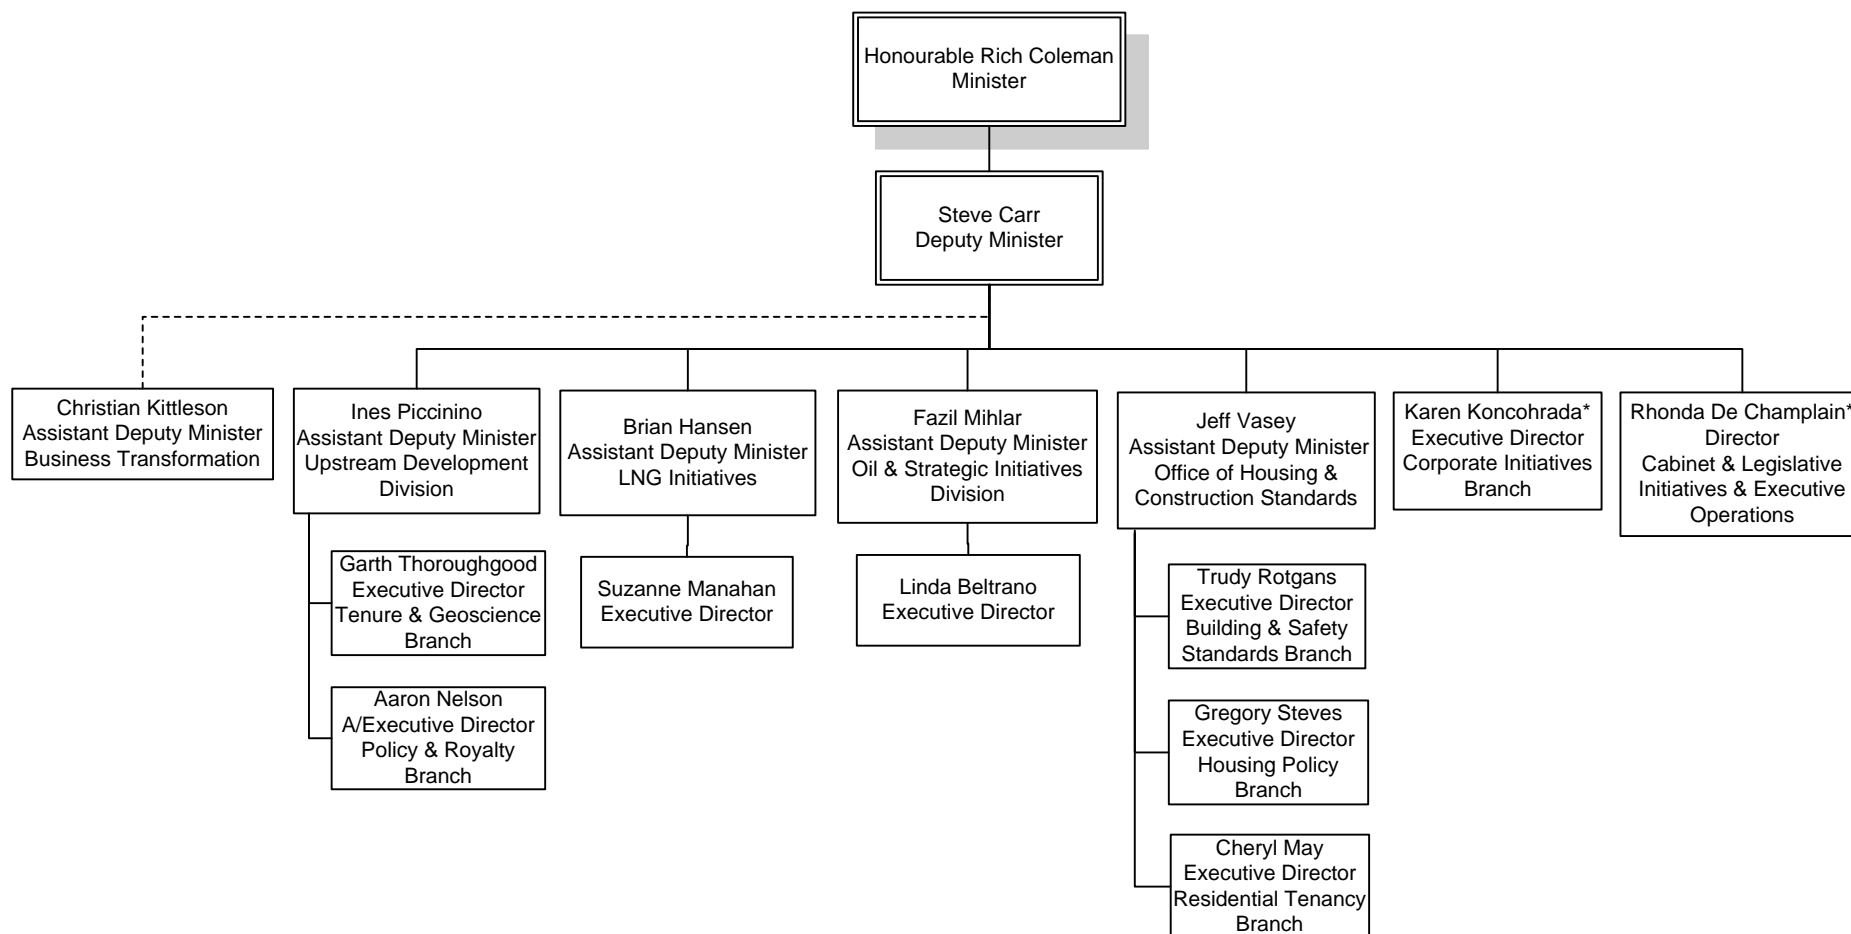 Honourable Rich Coleman
Minister
Steve Carr
Deputy Minister
Christian Kittleson
Assistant Deputy Minister
Business Transformation
Ines Piccinino
Assistant Deputy Minister
Upstream Development
Division
Brian Hansen
Assistant Deputy Minister
LNG Initiatives
Fazil Mihlar
Assistant Deputy Minister
Oil & Strategic Initiatives
Division
Jeff Vasey
Assistant Deputy Minister
Office of Housing &
Construction Standards
Karen Koncohrada*
Executive Director
Corporate Initiatives
Branch
Rhonda De Champlain*
Director
Cabinet & Legislative
Initiatives & Executive
Operations
Garth Thoroughgood
Executive Director
Tenure & Geoscience
Branch
Aaron Nelson
A/Executive Director
Policy & Royalty
Branch
Suzanne Manahan
Executive Director
Linda Beltrano
Executive Director
Trudy Rotgans
Executive Director
Building & Safety
Standards Branch
Gregory Steves
Executive Director
Housing Policy
Branch
Cheryl May
Executive Director
Residential Tenancy
Branch